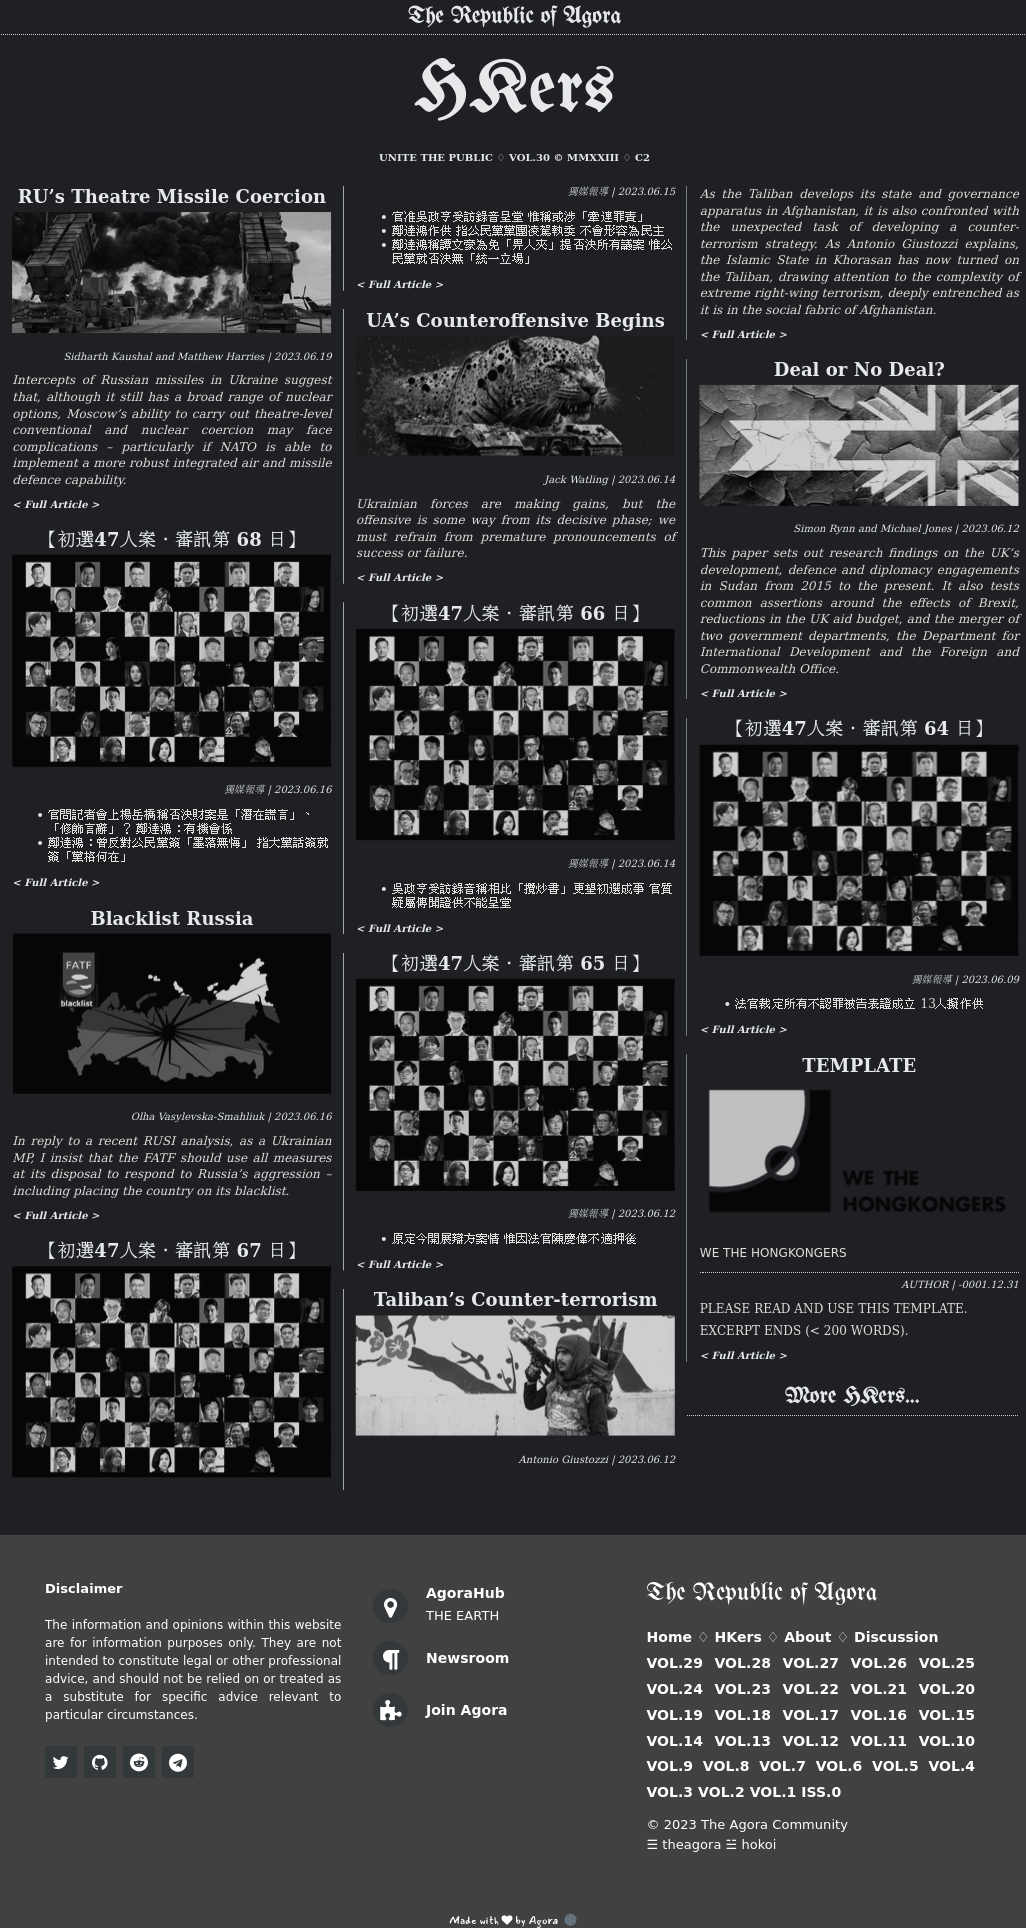 The Republic of Agora
HKers
UNITE THE PUBLIC ♢ VOL.30 © MMXXIII ♢ C2
RU’s Theatre Missile Coercion
Sidharth Kaushal and Matthew Harries | 2023.06.19
Intercepts of Russian missiles in Ukraine suggest
that, although it still has a broad range of nuclear
options, Moscow’s ability to carry out theatre-level
conventional and nuclear coercion may face
complications – particularly if NATO is able to
implement a more robust integrated air and missile
defence capability.
< Full Article >
【初選47人案・審訊第 68 日】
獨媒報導 | 2023.06.16
官問記者會上楊岳橋稱否決財案是「潛在謊言」、
「修飾言辭」？ 鄭達鴻：有機會係
鄭達鴻：曾反對公民黨簽「墨落無悔」 指大黨話簽就
簽「黨格何在」
< Full Article >
Blacklist Russia
FATF
blacklist
Olha Vasylevska-Smahliuk | 2023.06.16
In reply to a recent RUSI analysis, as a Ukrainian
MP, I insist that the FATF should use all measures
at its disposal to respond to Russia’s aggression –
including placing the country on its blacklist.
< Full Article >
【初選47人案・審訊第 67 日】
獨媒報導 | 2023.06.15
官准吳政亨受訪錄音呈堂 惟稱或涉「牽連罪責」
鄭達鴻作供 指公民黨黨團凌駕執委 不會形容為民主
鄭達鴻稱譚文豪為免「畀人夾」提否決所有議案 惟公
民黨就否決無「統一立場」
< Full Article >
UA’s Counteroffensive Begins
Jack Watling | 2023.06.14
Ukrainian forces are making gains, but the
offensive is some way from its decisive phase; we
must refrain from premature pronouncements of
success or failure.
< Full Article >
【初選47人案・審訊第 66 日】
獨媒報導 | 2023.06.14
吳政亨受訪錄音稱相比「攬炒書」更望初選成事 官質
疑屬傳聞證供不能呈堂
< Full Article >
【初選47人案・審訊第 65 日】
獨媒報導 | 2023.06.12
原定今開展辯方案情 惟因法官陳慶偉不適押後
< Full Article >
Taliban’s Counter-terrorism
Antonio Giustozzi | 2023.06.12
As the Taliban develops its state and governance
apparatus in Afghanistan, it is also confronted with
the unexpected task of developing a counter-
terrorism strategy. As Antonio Giustozzi explains,
the Islamic State in Khorasan has now turned on
the Taliban, drawing attention to the complexity of
extreme right-wing terrorism, deeply entrenched as
it is in the social fabric of Afghanistan.
< Full Article >
Deal or No Deal?
Simon Rynn and Michael Jones | 2023.06.12
This paper sets out research findings on the UK’s
development, defence and diplomacy engagements
in Sudan from 2015 to the present. It also tests
common assertions around the effects of Brexit,
reductions in the UK aid budget, and the merger of
two government departments, the Department for
International Development and the Foreign and
Commonwealth Office.
< Full Article >
【初選47人案・審訊第 64 日】
獨媒報導 | 2023.06.09
法官裁定所有不認罪被告表證成立 13人擬作供
< Full Article >
TEMPLATE
WE THE
HONGKONGERS
WE THE HONGKONGERS
AUTHOR | -0001.12.31
PLEASE READ AND USE THIS TEMPLATE.
EXCERPT ENDS (< 200 WORDS).
< Full Article >
More HKers...
Disclaimer
The information and opinions within this website
are for information purposes only. They are not
intended to constitute legal or other professional
advice, and should not be relied on or treated as
a substitute for specific advice relevant to
particular circumstances.
AgoraHub
THE EARTH
Newsroom
Join Agora
The Republic of Agora
Home ♢ HKers ♢ About ♢ Discussion
VOL.29 VOL.28 VOL.27 VOL.26 VOL.25
VOL.24 VOL.23 VOL.22 VOL.21 VOL.20
VOL.19 VOL.18 VOL.17 VOL.16 VOL.15
VOL.14 VOL.13 VOL.12 VOL.11 VOL.10
VOL.9 VOL.8 VOL.7 VOL.6 VOL.5 VOL.4
VOL.3 VOL.2 VOL.1 ISS.0
© 2023 The Agora Community
☰ theagora ☱ hokoi
Made with ♥ by Agora